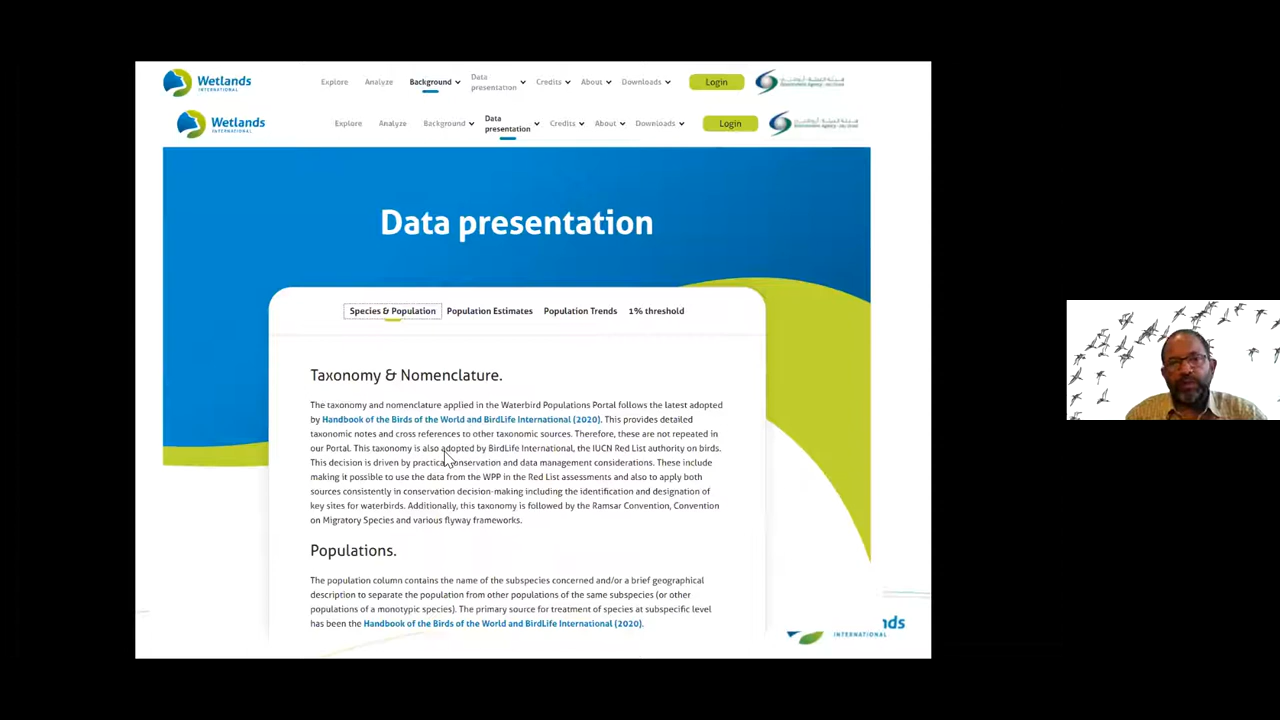 Wetlands
INTERNATIONAL
Explore
Analyze
Background
Data
presentation
Credits
About
Downloads
Login
Wetlands
INTERNATIONAL
Explore
Analyze
Background
Data
presentation
Credits
About
Downloads
Login
Data presentation
Species & Population
Population Estimates
Population Trends
1% threshold
Taxonomy & Nomenclature.
The taxonomy and nomenclature applied in the Waterbird Populations Portal follows the latest adopted
by Handbook of the Birds of the World and BirdLife International (2020). This provides detailed
taxonomic notes and cross references to other taxonomic sources. Therefore, these are not repeated in
our Portal. This taxonomy is also adopted by BirdLife International, the IUCN Red List authority on birds.
This decision is driven by practical conservation and data management considerations. These include
making it possible to use the data from the WPP in the Red List assessments and also to apply both
sources consistently in conservation decision-making including the identification and designation of
key sites for waterbirds. Additionally, this taxonomy is followed by the Ramsar Convention, Convention
on Migratory Species and various flyway frameworks.
Populations.
The population column contains the name of the subspecies concerned and/or a brief geographical
description to separate the population from other populations of the same subspecies (or other
populations of a monotypic species). The primary source for treatment of species at subspecific level
has been the Handbook of the Birds of the World and BirdLife International (2020).
nds
INTERNATIONAL